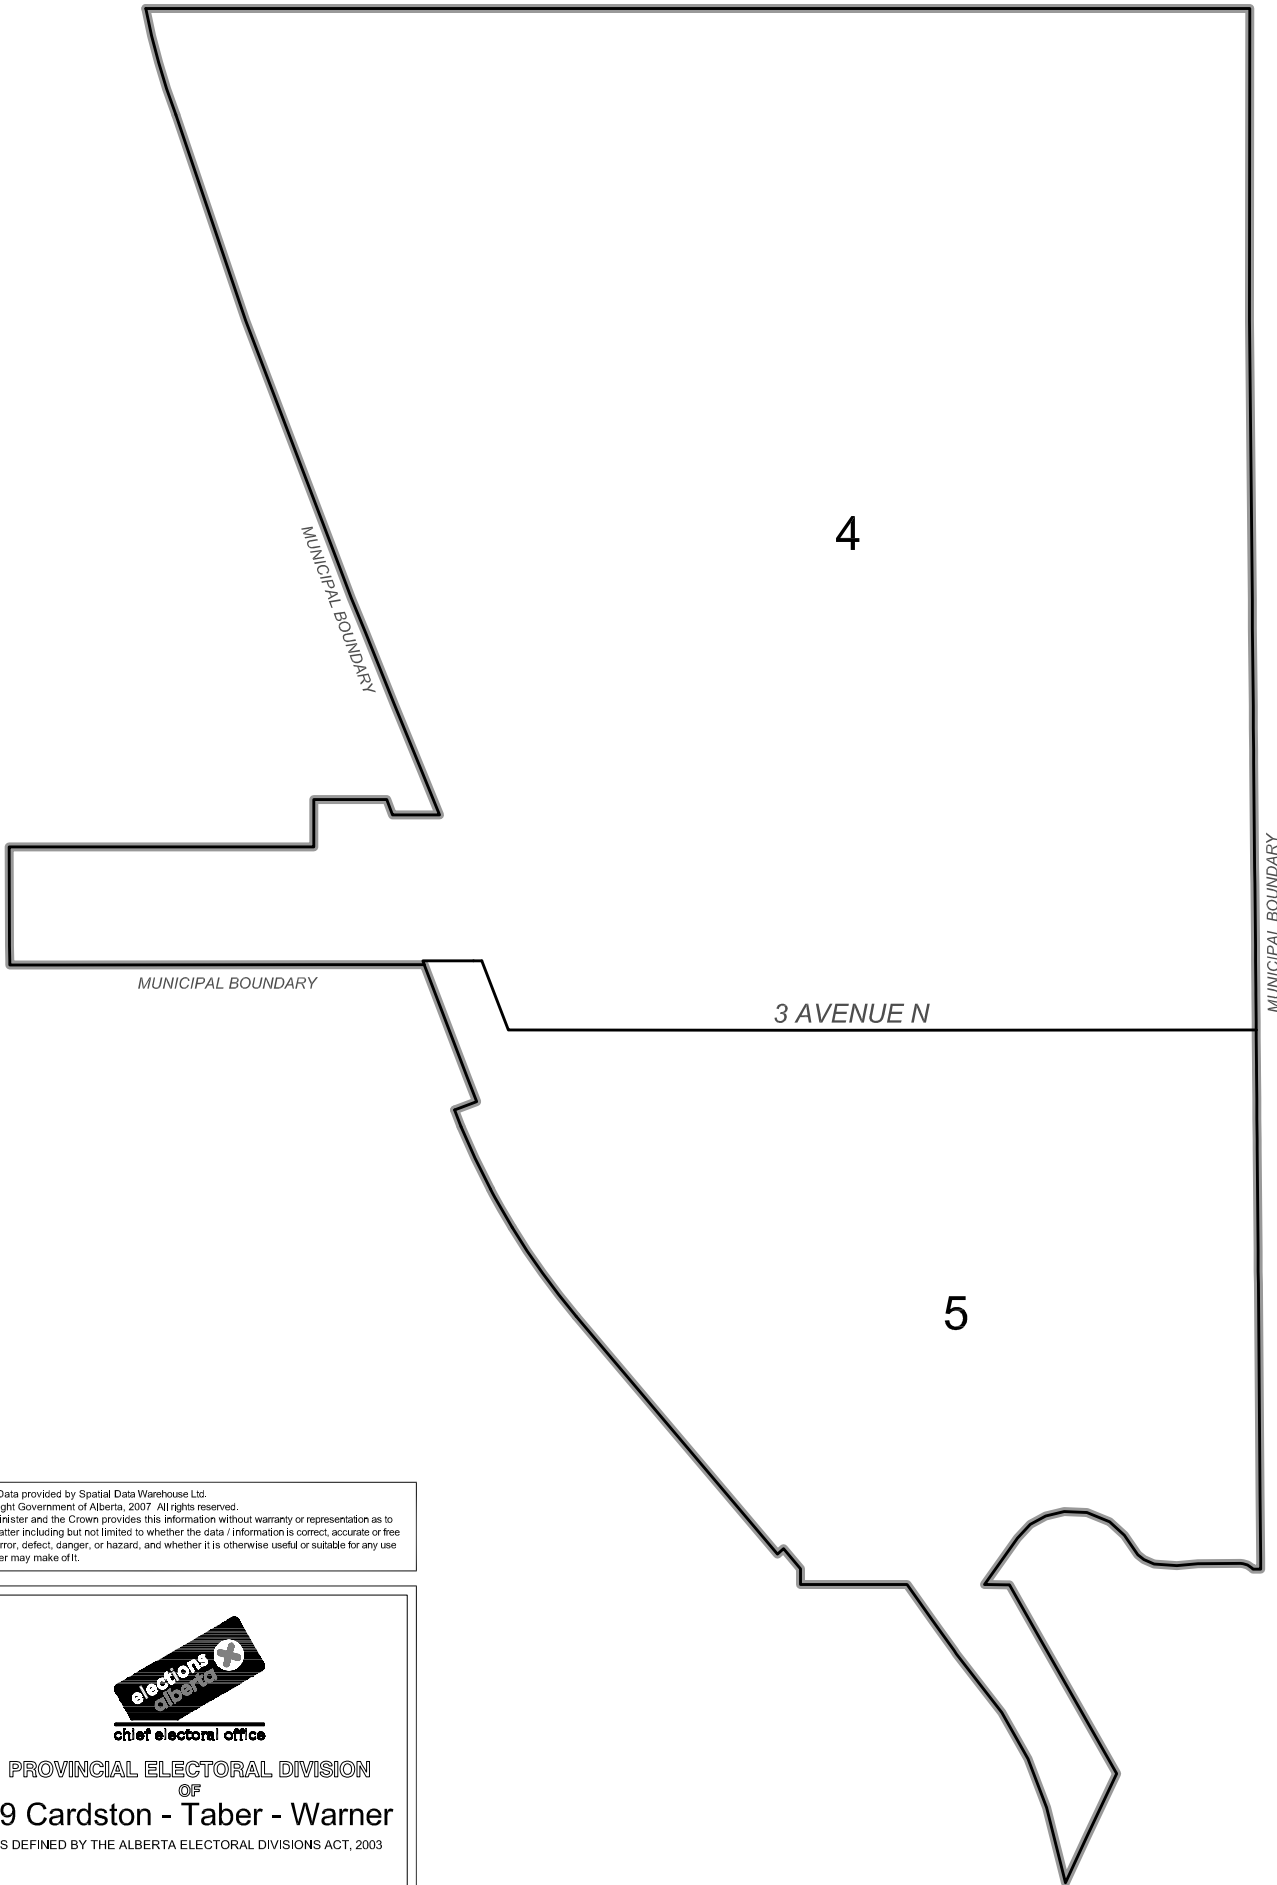 4
MUNICIPAL BOUNDARY
MUNICIPAL BOUNDARY
MUNICIPAL BOUNDARY
3 AVENUE N
5
Data provided by Spatial Data Warehouse Ltd.
ght Government of Alberta, 2007 All rights reserved.
inister and the Crown provides this information without warranty or representation as to
atter including but not limited to whether the data / information is correct, accurate or free
rror, defect, danger, or hazard, and whether it is otherwise useful or suitable for any use
er may make of it.
elections
alberta
chief electoral office
PROVINCIAL ELECTORAL DIVISION
OF
9 Cardston - Taber - Warner
S DEFINED BY THE ALBERTA ELECTORAL DIVISIONS ACT, 2003